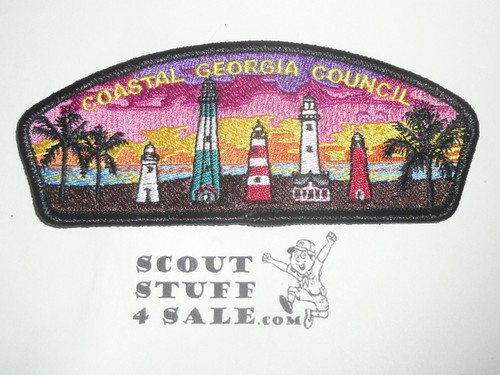 COASTAL GEORGIA COUNCIL
SCOUT
STUFF
4 SALE.COM